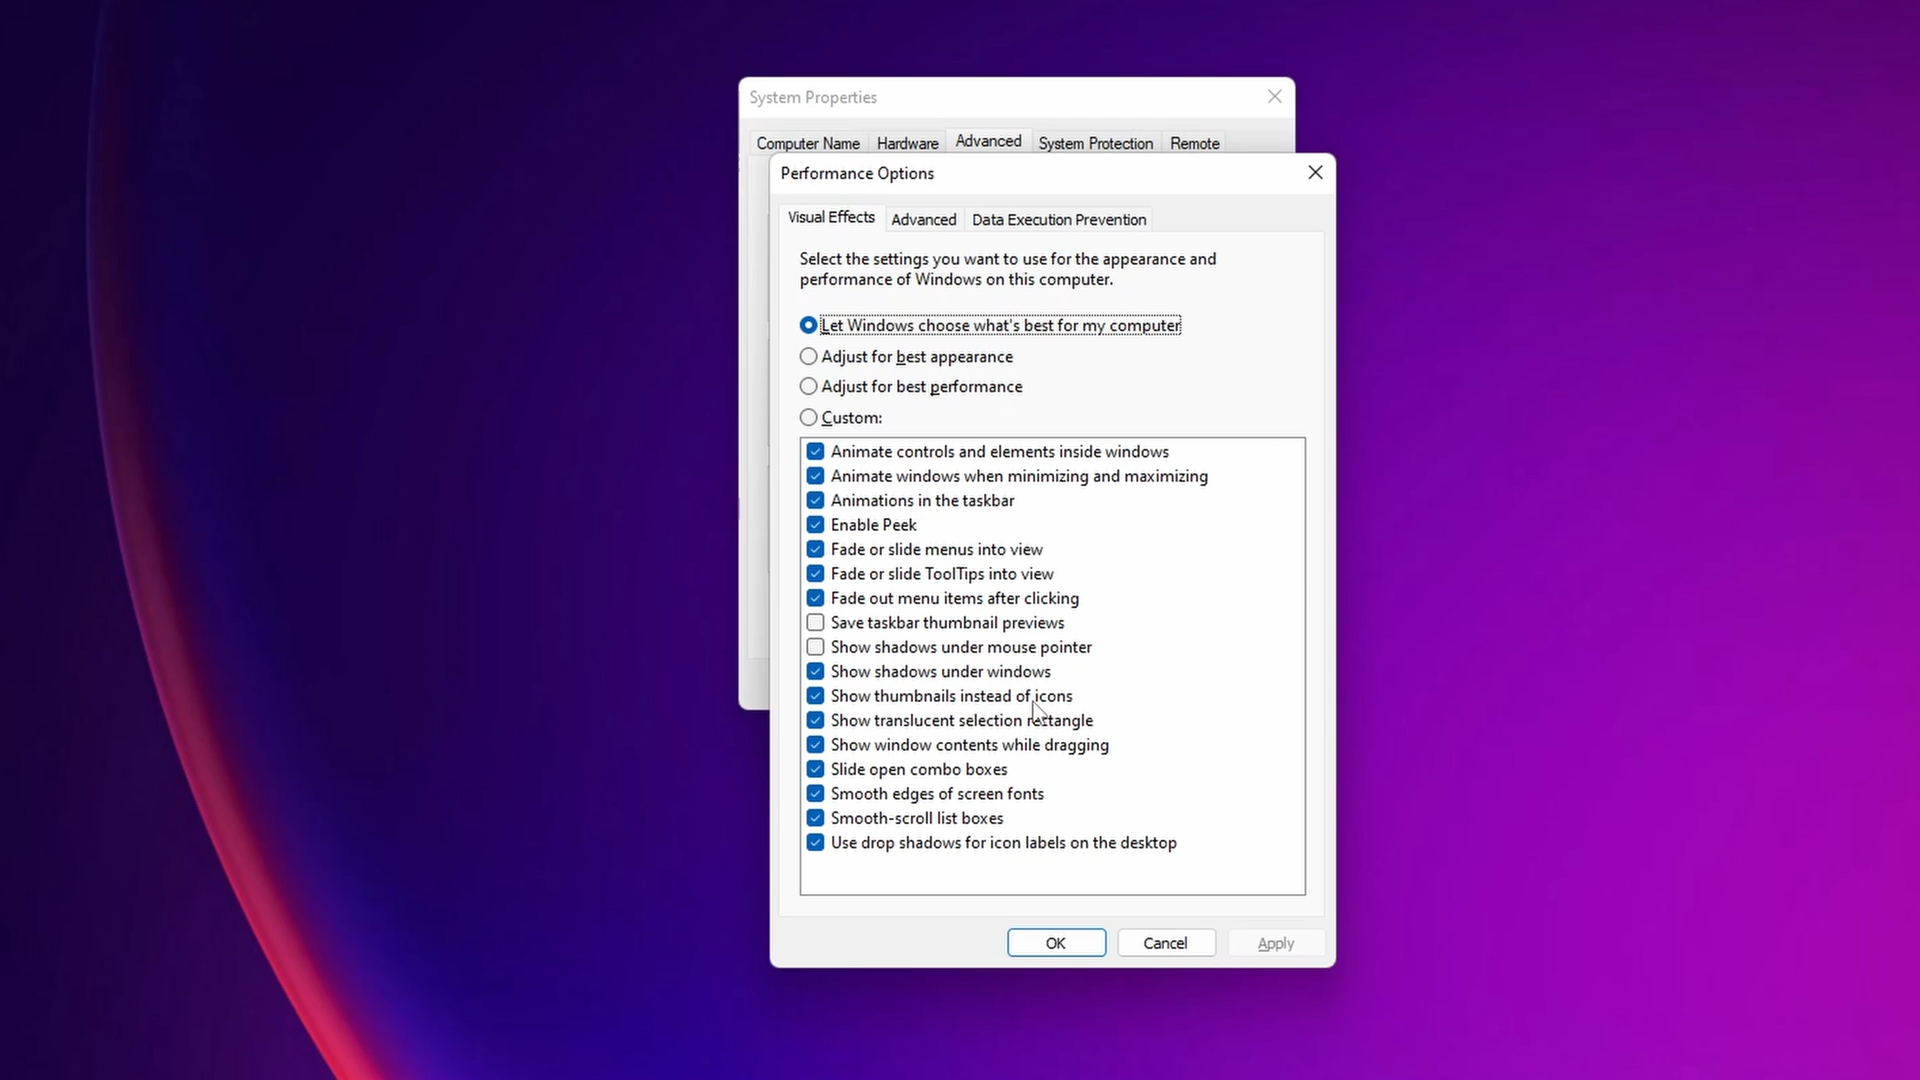 System Properties
Computer Name Hardware Advanced System Protection Remote
Performance Options
Visual Effects Advanced Data Execution Prevention
Select the settings you want to use for the appearance and
performance of Windows on this computer.
Let Windows choose what's best for my computer
Adjust for best appearance
Adjust for best performance
Custom:
Animate controls and elements inside windows
Animate windows when minimizing and maximizing
Animations in the taskbar
Enable Peek
Fade or slide menus into view
Fade or slide ToolTips into view
Fade out menu items after clicking
Save taskbar thumbnail previews
Show shadows under mouse pointer
Show shadows under windows
Show thumbnails instead of icons
Show translucent selection rectangle
Show window contents while dragging
Slide open combo boxes
Smooth edges of screen fonts
Smooth-scroll list boxes
Use drop shadows for icon labels on the desktop
OK Cancel Apply